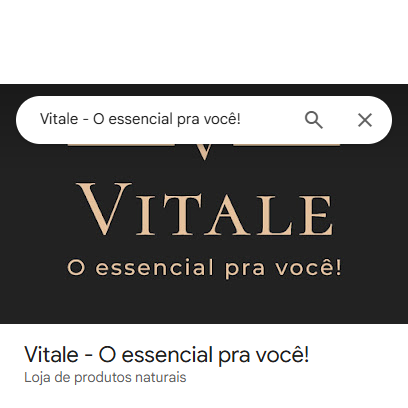 Vitale - O essencial pra você!
V
VITALE
O essencial pra você!
Vitale - O essencial pra você!
Loja de produtos naturais